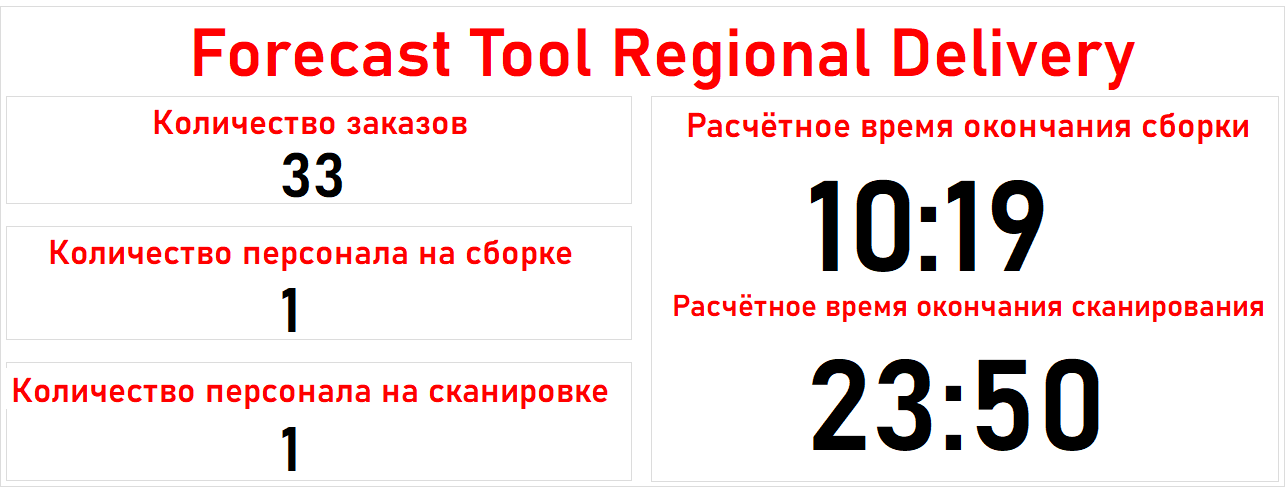 Forecast Tool Regional Delivery
Количество заказов
33
Количество персонала на сборке
1
Количество персонала на сканировке
1
Расчётное время окончания сборки
10:19
Расчётное время окончания сканирования
23:50